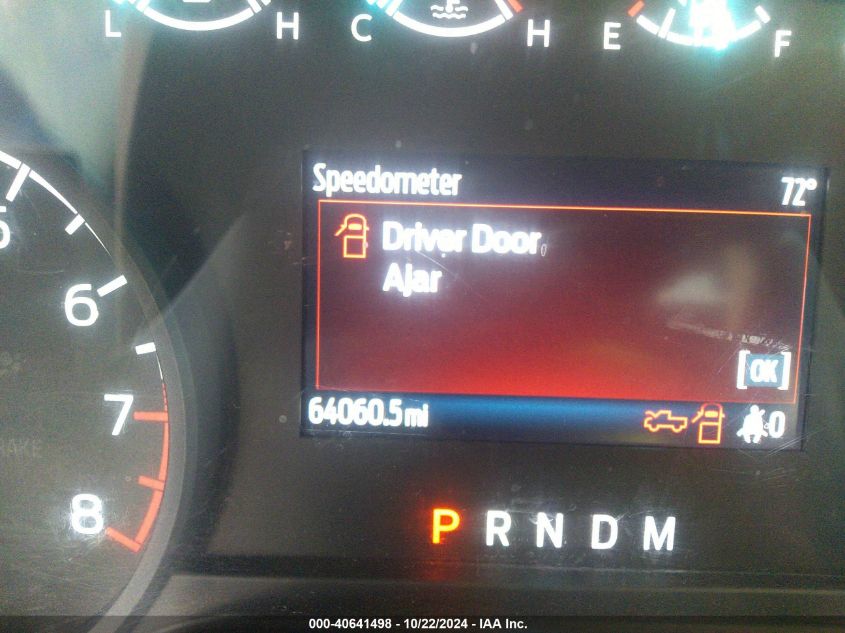 L H C H E F
Speedometer 72°
Driver Door
Ajar
6
[OK]
7
64060.5 mi 0
8
P R N D M
000-40641498 - 10/22/2024 - IAA Inc.